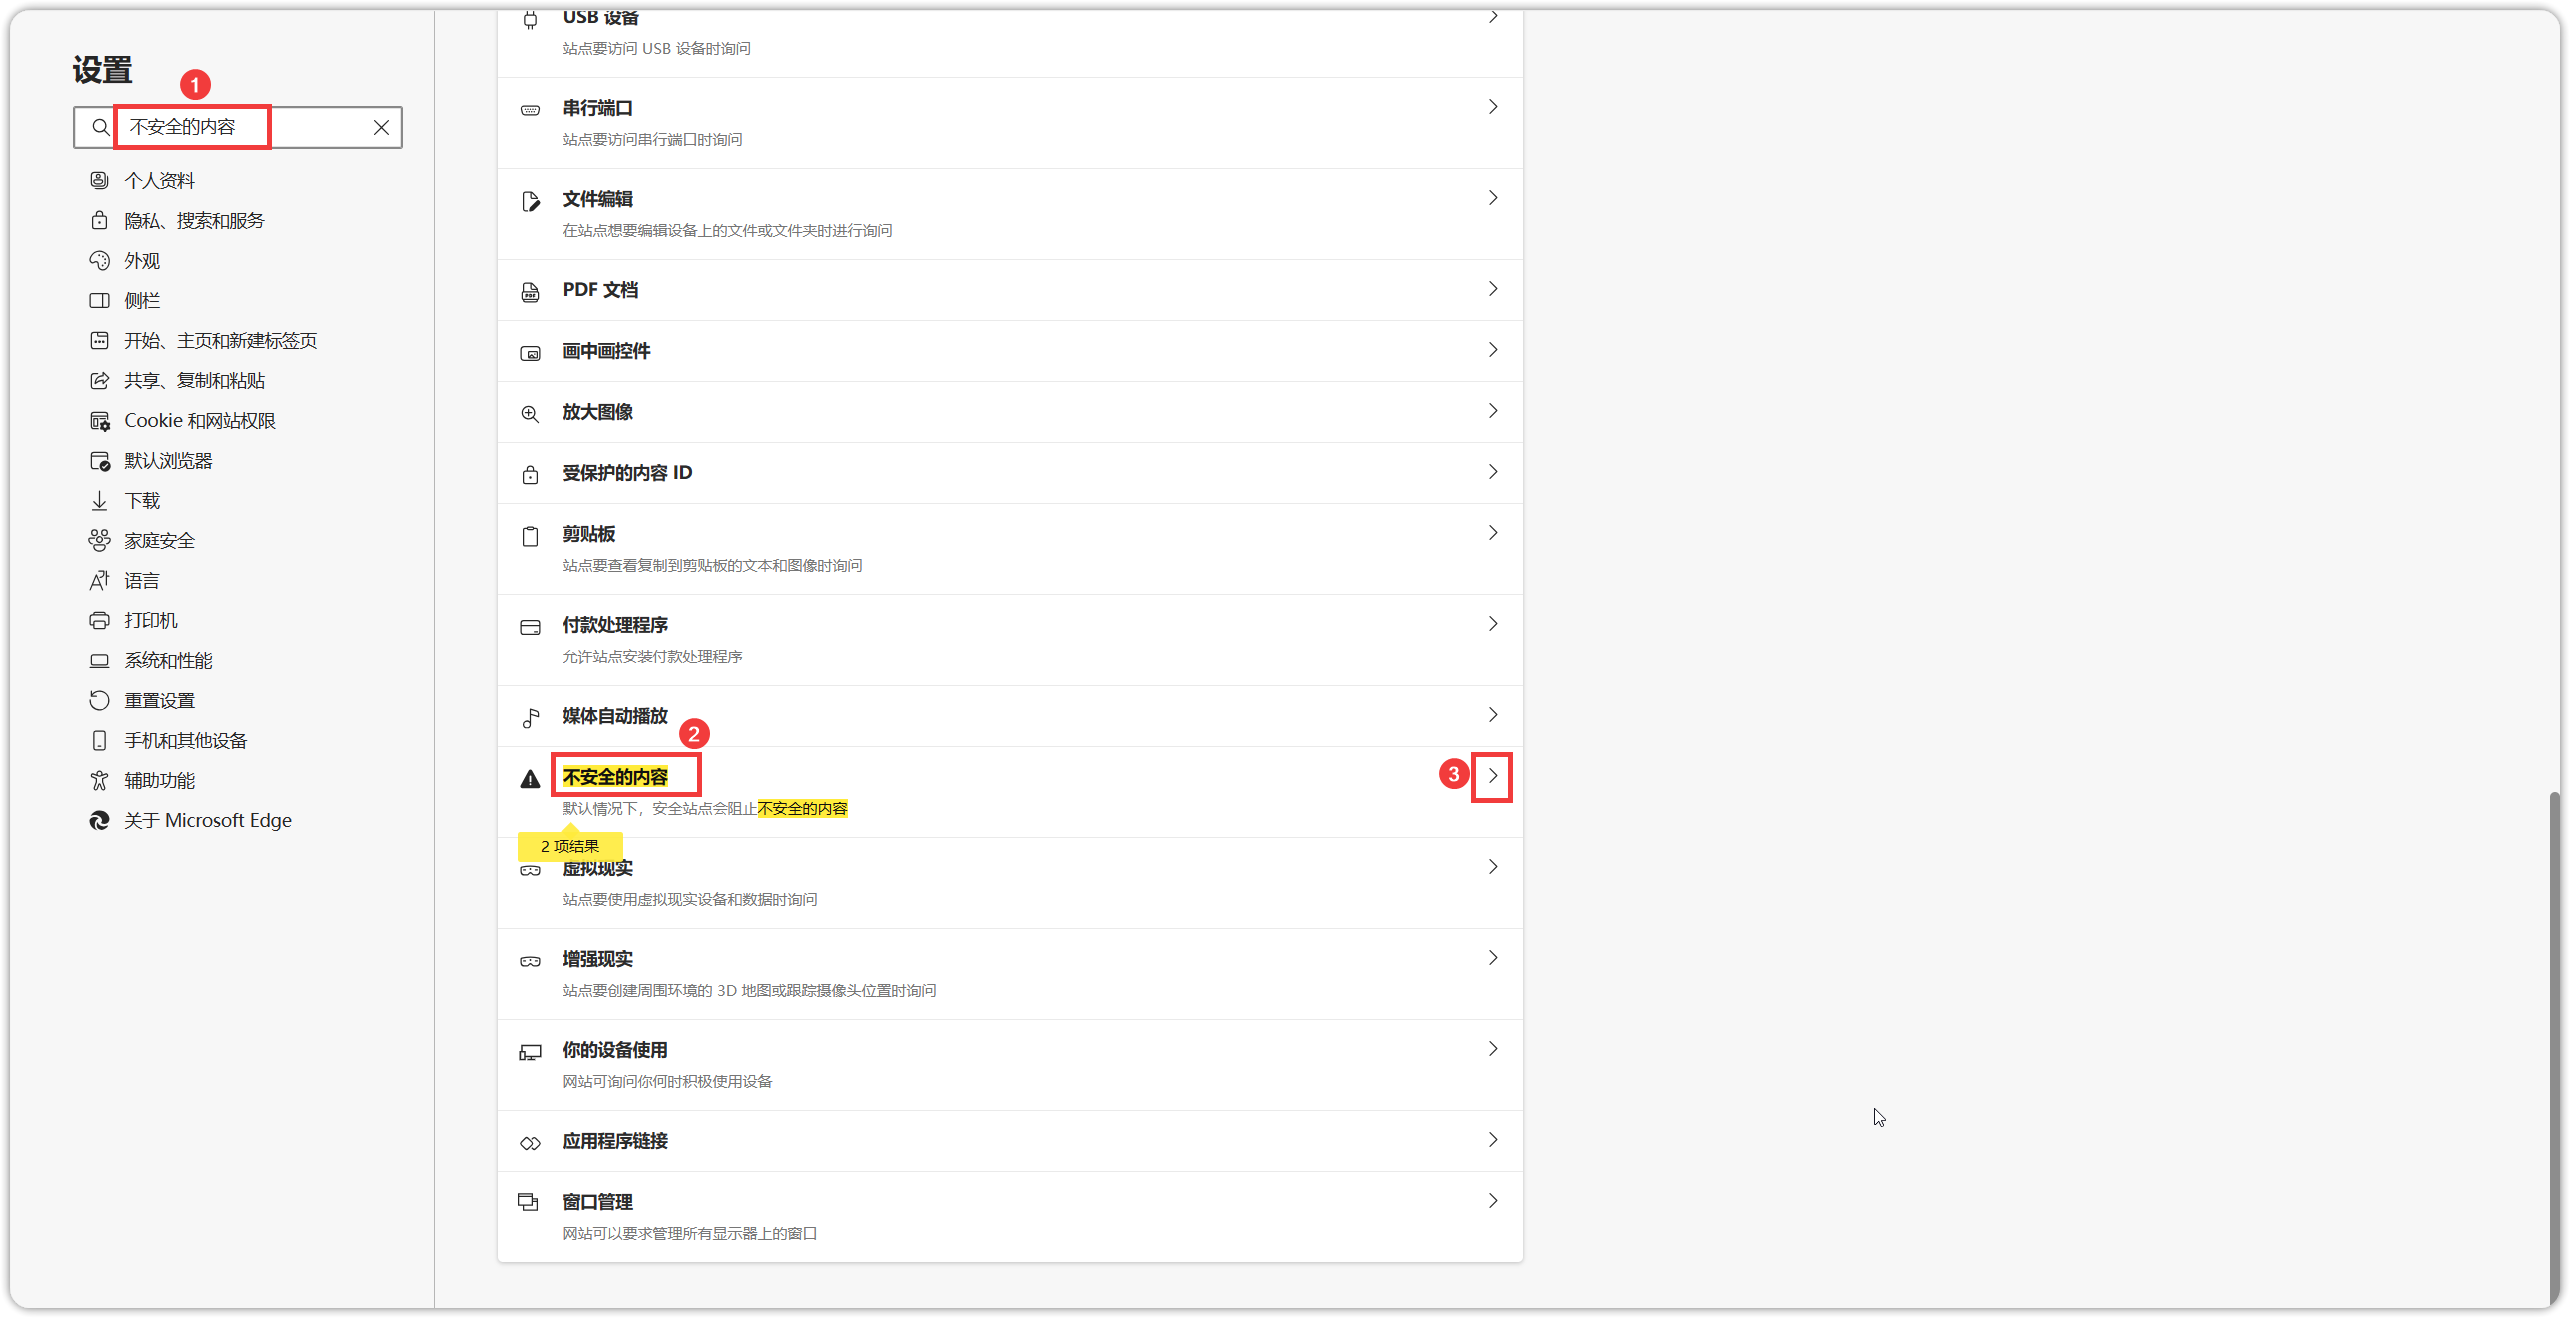 设置
1
不安全的内容
个人资料
隐私、搜索和服务
外观
侧栏
开始、主页和新建标签页
共享、复制和粘贴
Cookie 和网站权限
默认浏览器
下载
家庭安全
语言
打印机
系统和性能
重置设置
手机和其他设备
辅助功能
关于 Microsoft Edge
USB 设备
站点要访问 USB 设备时询问
串行端口
站点要访问串行端口时询问
文件编辑
在站点想要编辑设备上的文件或文件夹时进行询问
PDF 文档
画中画控件
放大图像
受保护的内容 ID
剪贴板
站点要查看复制到剪贴板的文本和图像时询问
付款处理程序
允许站点安装付款处理程序
媒体自动播放
2
不安全的内容
3
默认情况下，安全站点会阻止不安全的内容
2 项结果
虚拟现实
站点要使用虚拟现实设备和数据时询问
增强现实
站点要创建周围环境的 3D 地图或跟踪摄像头位置时询问
你的设备使用
网站可询问你何时积极使用设备
应用程序链接
窗口管理
网站可以要求管理所有显示器上的窗口